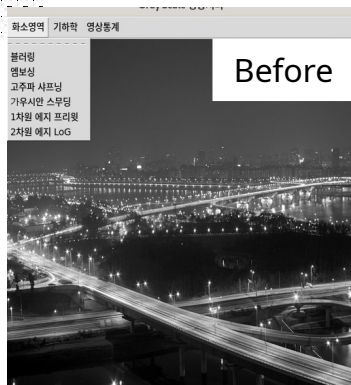 화소영역 기하학 영상통계
블러링
엠보싱
고주파 샤프닝
가우시안 스무딩
1차원 에지 프리윗
2차원 에지 LoG
Before